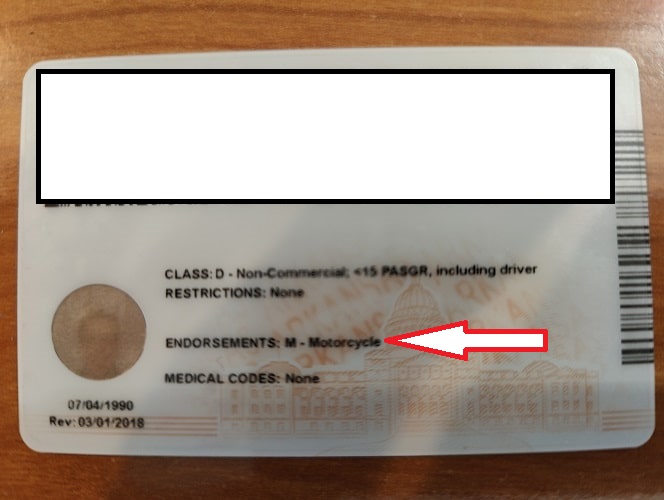 CLASS: D - Non-Commercial; <15 PASGR, including driver
RESTRICTIONS: None
ENDORSEMENTS: M - Motorcycle
MEDICAL CODES: None
07/04/1990
Rev: 03/01/2018